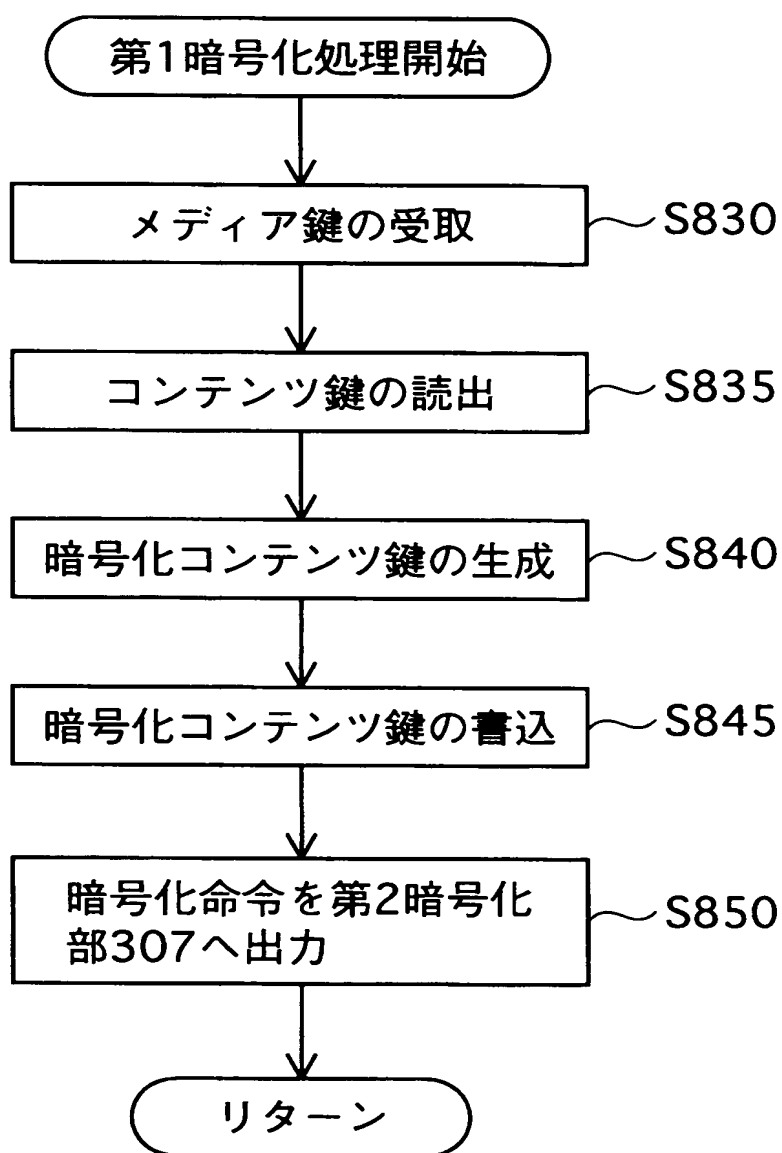 第1暗号化処理開始
メディア鍵の受取
S830
コンテンツ鍵の読出
S835
暗号化コンテンツ鍵の生成
S840
暗号化コンテンツ鍵の書込
S845
暗号化命令を第2暗号化
部307へ出力
S850
リターン